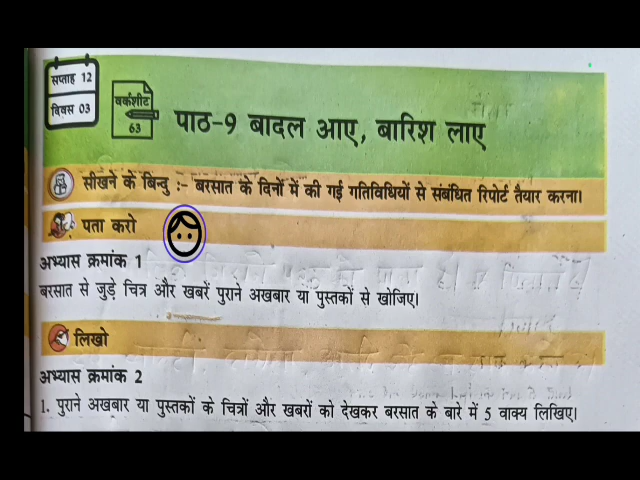 सप्ताह 12
दिवस 03
वर्कशीट
63
पाठ-9 बादल आए, बारिश लाए
सीखने के बिन्दु :- बरसात के दिनों में की गई गतिविधियों से संबंधित रिपोर्ट तैयार करना।
पता करो
अभ्यास क्रमांक 1
बरसात से जुड़े चित्र और खबरें पुराने अखबार या पुस्तकों से खोजिए।
लिखो
अभ्यास क्रमांक 2
1. पुराने अखबार या पुस्तकों के चित्रों और खबरों को देखकर बरसात के बारे में 5 वाक्य लिखिए।